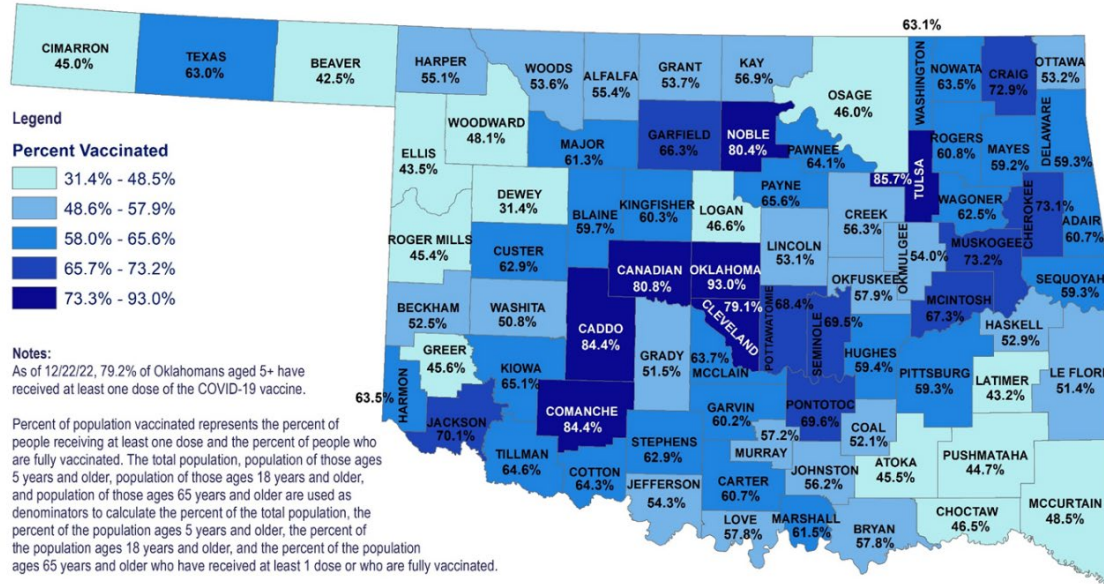 63.1%
CIMARRON
45.0%
TEXAS
63.0%
BEAVER
42.5%
HARPER
55.1%
WOODS
53.6%
ALFALFA
55.4%
GRANT
53.7%
KAY
56.9%
OSAGE
46.0%
WASHINGTON
NOWATA
63.5%
CRAIG
72.9%
OTTAWA
53.2%
Legend
Percent Vaccinated
31.4% - 48.5%
48.6% - 57.9%
58.0% - 65.6%
65.7% - 73.2%
73.3% - 93.0%
WOODWARD
48.1%
ELLIS
43.5%
MAJOR
61.3%
GARFIELD
66.3%
NOBLE
80.4%
PAWNEE
64.1%
ROGERS
60.8%
MAYES
59.2%
DELAWARE
59.3%
TULSA
85.7%
DEWEY
31.4%
BLAINE
59.7%
KINGFISHER
60.3%
LOGAN
46.6%
PAYNE
65.6%
CREEK
56.3%
WAGONER
62.5%
CHEROKEE
73.1%
ADAIR
60.7%
ROGER MILLS
45.4%
CUSTER
62.9%
CANADIAN
80.8%
OKLAHOMA
93.0%
LINCOLN
53.1%
OKMULGEE
54.0%
MUSKOGEE
73.2%
SEQUOYAH
59.3%
OKFUSKEE
57.9%
MCINTOSH
67.3%
BECKHAM
52.5%
WASHITA
50.8%
CADDO
84.4%
GRADY
51.5%
79.1%
CLEVELAND
POTTAWATOMIE
68.4%
SEMINOLE
69.5%
HUGHES
59.4%
HASKELL
52.9%
PITTSBURG
59.3%
LATIMER
43.2%
LE FLORE
51.4%
Notes:
As of 12/22/22, 79.2% of Oklahomans aged 5+ have
received at least one dose of the COVID-19 vaccine.
GREER
45.6%
KIOWA
65.1%
63.7%
MCCLAIN
63.5%
HARMON
JACKSON
70.1%
COMANCHE
84.4%
GARVIN
60.2%
PONTOTOC
69.6%
COAL
52.1%
Percent of population vaccinated represents the percent of
people receiving at least one dose and the percent of people who
are fully vaccinated. The total population, population of those ages
5 years and older, population of those ages 18 years and older,
and population of those ages 65 years and older are used as
denominators to calculate the percent of the total population, the
percent of the population ages 5 years and older, the percent of
the population ages 18 years and older, and the percent of the population
ages 65 years and older who have received at least 1 dose or who are fully vaccinated.
TILLMAN
64.6%
COTTON
64.3%
STEPHENS
62.9%
57.2%
MURRAY
JEFFERSON
54.3%
CARTER
60.7%
JOHNSTON
56.2%
ATOKA
45.5%
PUSHMATAHA
44.7%
MCCURTAIN
48.5%
LOVE
57.8%
MARSHALL
61.5%
BRYAN
57.8%
CHOCTAW
46.5%